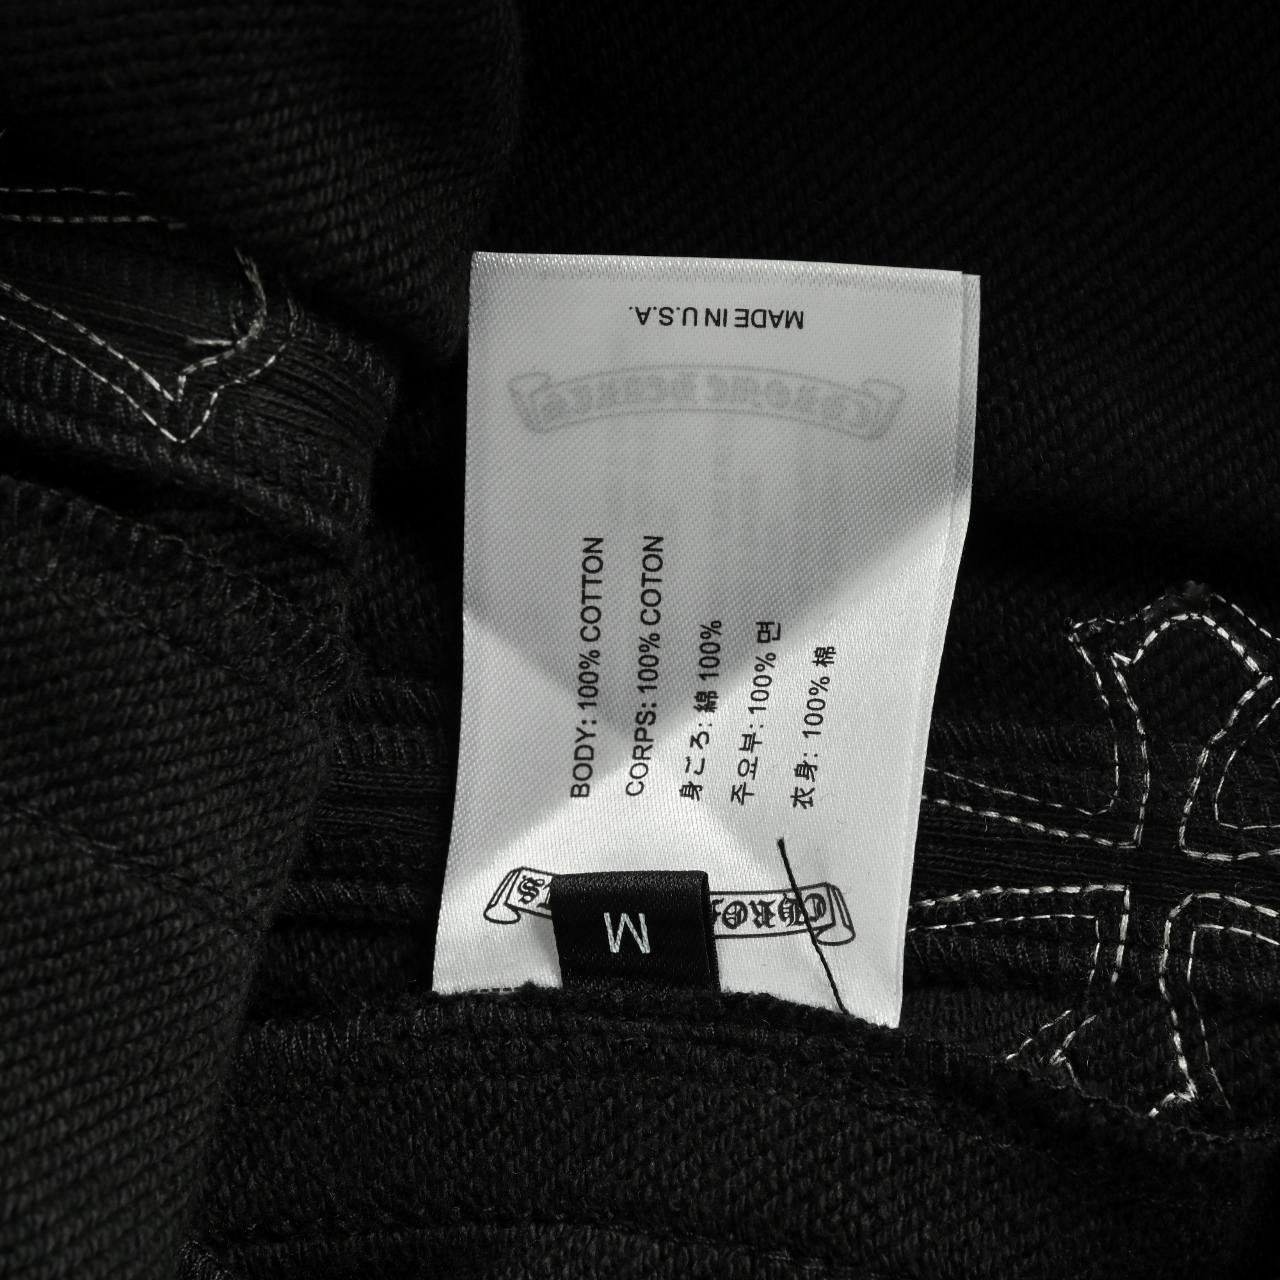 MADE IN U.S.A.
BODY: 100% COTTON
CORPS: 100% COTON
身ごろ: 綿 100%
주요부: 100% 면
衣身: 100% 棉
M